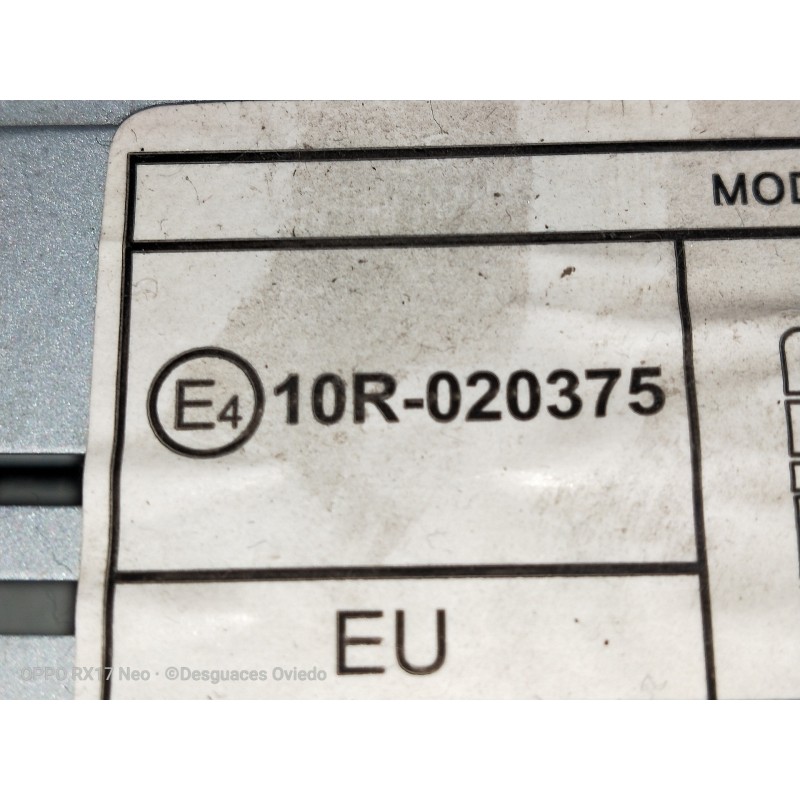 MOD
E4 10R-020375
EU
OPPO RX17 Neo · ©Desguaces Oviedo